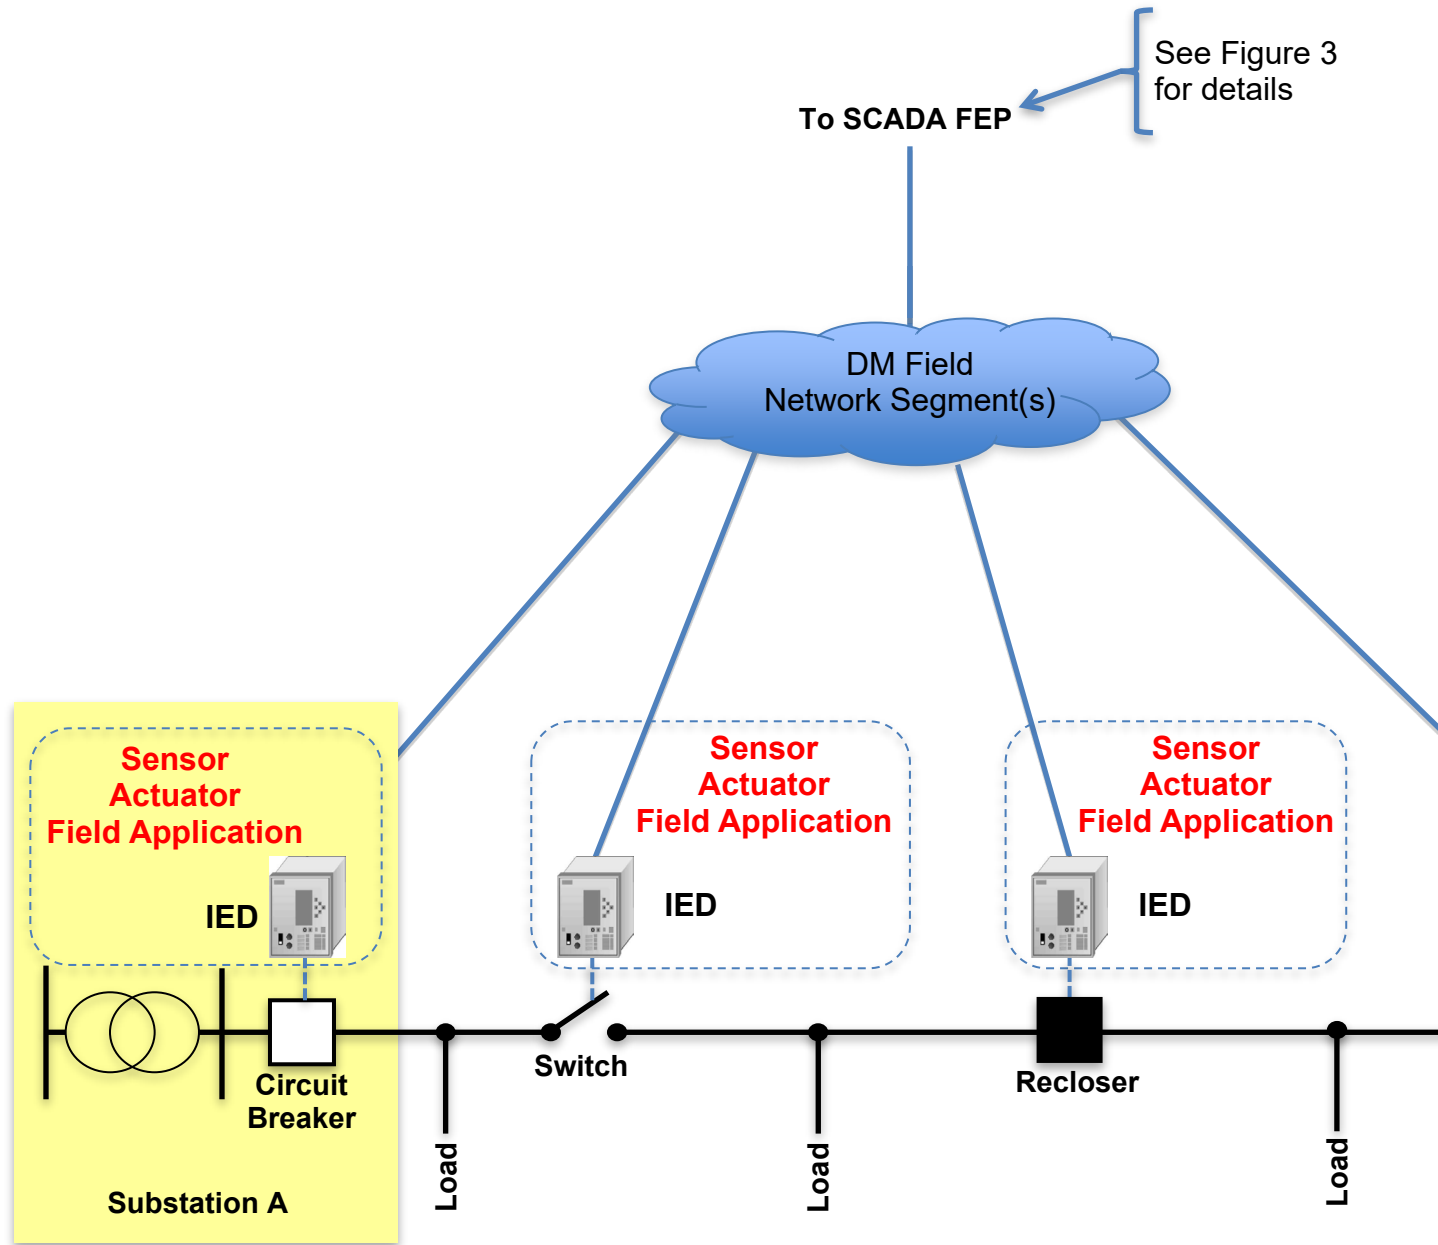 See Figure 3
for details
To SCADA FEP
DM Field
Network Segment(s)
Sensor
Actuator
Field Application
IED
Sensor
Actuator
Field Application
IED
Sensor
Actuator
Field Application
IED
Circuit
Breaker
Switch
Recloser
Load
Load
Load
Substation A